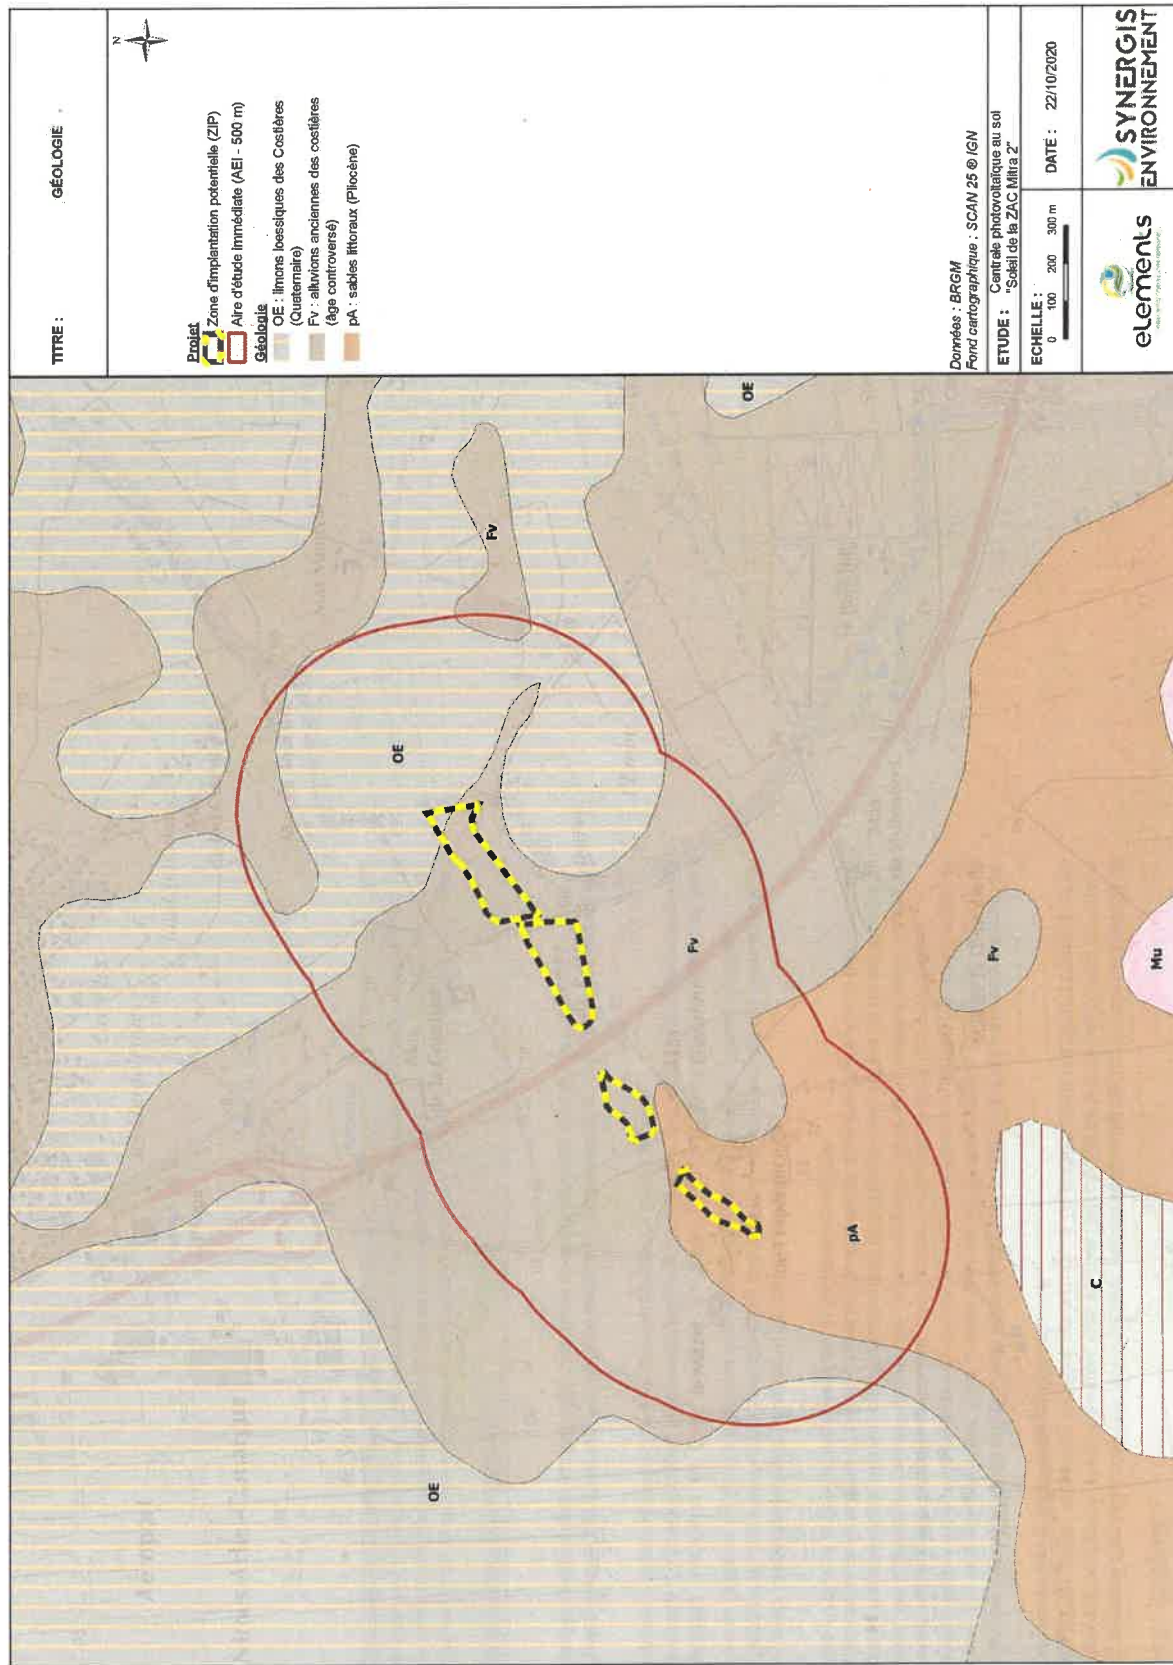 TITRE :
GÉOLOGIE
N
Projet
Zone d'implantation potentielle (ZIP)
Aire d'étude immédiate (AEI - 500 m)
Géologie
OE : limons loessiques des Costières
(Quaternaire)
Fv : alluvions anciennes des costières
(âge controversé)
pA : sables littoraux (Pliocène)
Données : BRGM
Fond cartographique : SCAN 25 ® IGN
ETUDE : Centrale photovoltaïque au sol
"Soleil de la ZAC Mitra 2"
ECHELLE :
0 100 200 300 m
DATE : 22/10/2020
elements
SYNERGIS
ENVIRONNEMENT
OE
Fv
OE
OE
Fv
Fv
pA
Mu
C